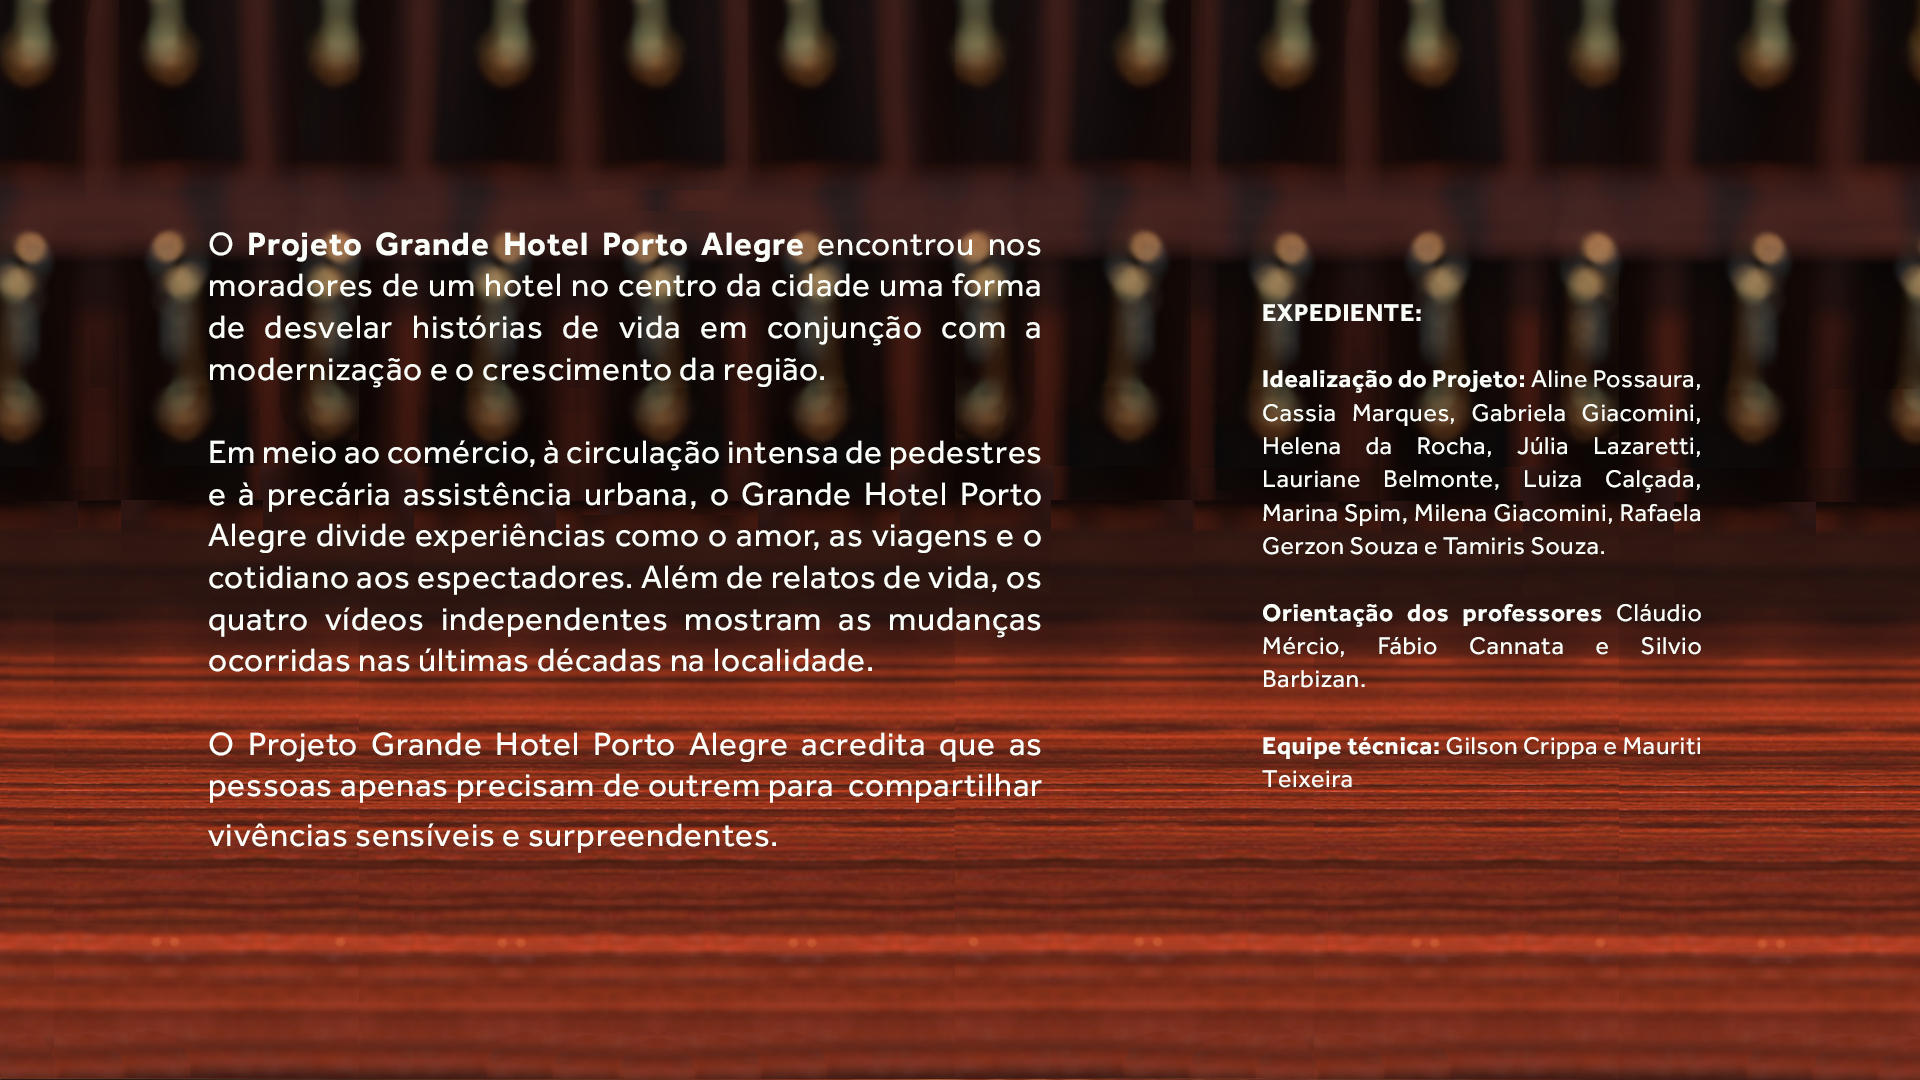 O Projeto Grande Hotel Porto Alegre encontrou nos
moradores de um hotel no centro da cidade uma forma
de desvelar histórias de vida em conjunção com a
modernização e o crescimento da região.
Em meio ao comércio, à circulação intensa de pedestres
e à precária assistência urbana, o Grande Hotel Porto
Alegre divide experiências como o amor, as viagens e o
cotidiano aos espectadores. Além de relatos de vida, os
quatro vídeos independentes mostram as mudanças
ocorridas nas últimas décadas na localidade.
O Projeto Grande Hotel Porto Alegre acredita que as
pessoas apenas precisam de outrem para compartilhar
vivências sensíveis e surpreendentes.
EXPEDIENTE:
Idealização do Projeto: Aline Possaura,
Cassia Marques, Gabriela Giacomini,
Helena da Rocha, Júlia Lazaretti,
Lauriane Belmonte, Luiza Calçada,
Marina Spim, Milena Giacomini, Rafaela
Gerzon Souza e Tamiris Souza.
Orientação dos professores Cláudio
Mércio, Fábio Cannata e Silvio
Barbizan.
Equipe técnica: Gilson Crippa e Mauriti
Teixeira